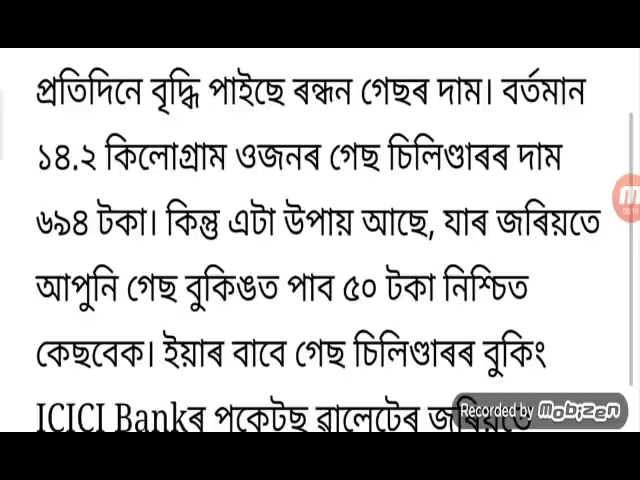 প্ৰতিদিনে বৃদ্ধি পাইছে ৰন্ধন গেছৰ দাম। বৰ্তমান
১৪.২ কিলোগ্ৰাম ওজনৰ গেছ চিলিণ্ডাৰৰ দাম
৬৯৪ টকা। কিন্তু এটা উপায় আছে, যাৰ জৰিয়তে
আপুনি গেছ বুকিঙত পাব ৫০ টকা নিশ্চিত
কেছবেক। ইয়াৰ বাবে গেছ চিলিণ্ডাৰৰ বুকিং
ICICI Bankৰ পকেটছ ৱালেটেৰ জৰিয়তে
Recorded by Mobizen